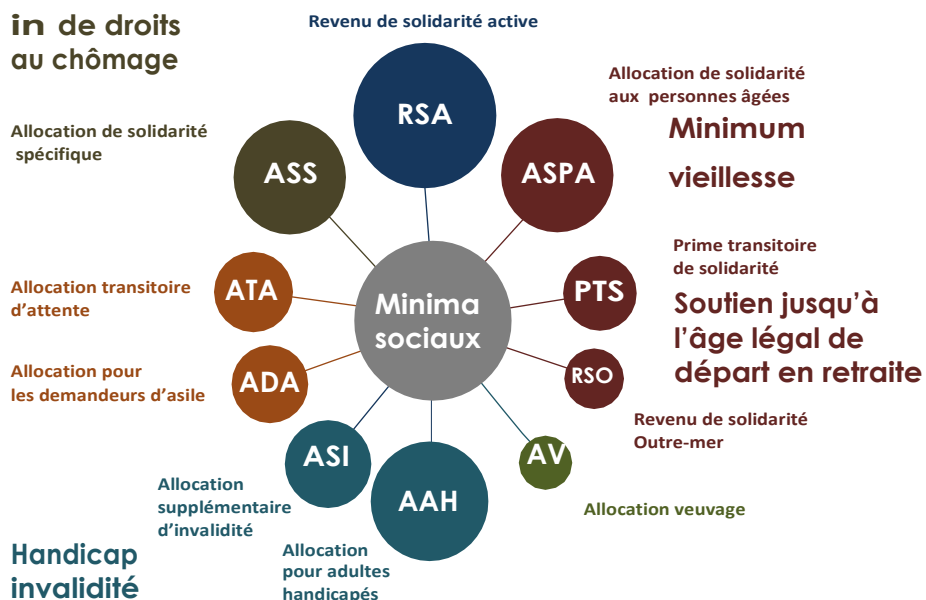 in de droits
au chômage
Revenu de solidarité active
RSA
Allocation de solidarité
aux personnes âgées
Minimum
vieillesse
ASPA
Allocation de solidarité
spécifique
ASS
Prime transitoire
de solidarité
PTS
Soutien jusqu'à
l'âge légal de
départ en retraite
Allocation transitoire
d'attente
ATA
Minima
sociaux
RSO
Revenu de solidarité
Outre-mer
Allocation pour
les demandeurs d'asile
ADA
ASI
AV
Allocation
supplémentaire
d'invalidité
AAH
Allocation veuvage
Allocation
pour adultes
handicapés
Handicap
invalidité